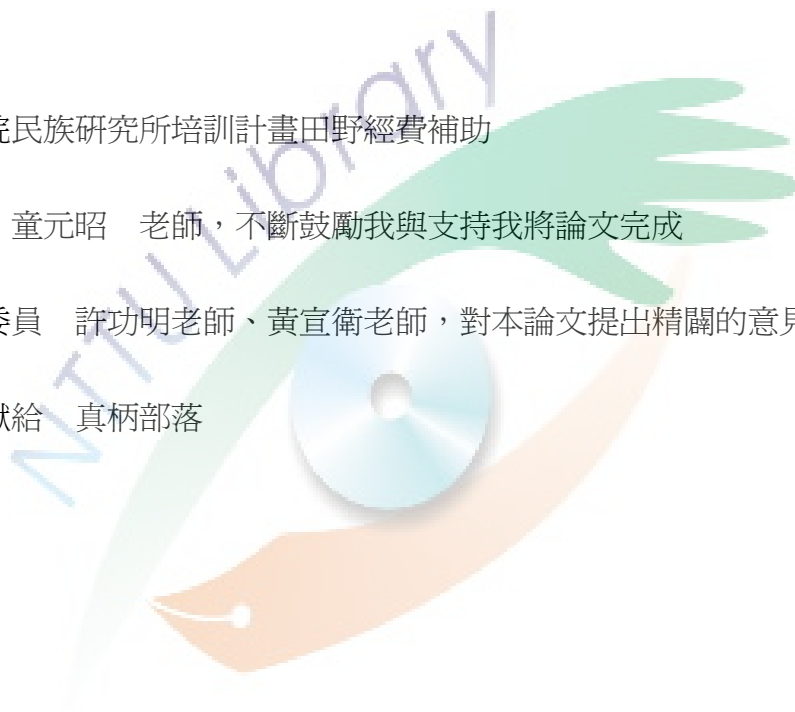 NTTU Library
院民族研究所培訓計畫田野經費補助
童元昭　老師，不斷鼓勵我與支持我將論文完成
委員　許功明老師、黃宣衛老師，對本論文提出精闢的意見
獻給　真柄部落